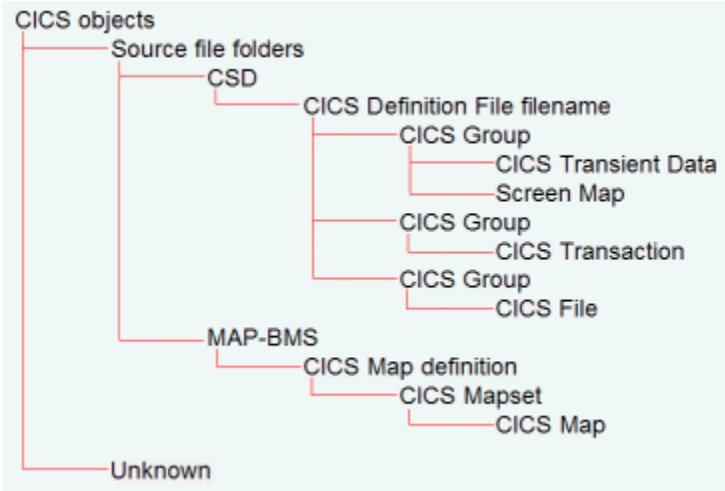 CICS objects
Source file folders
CSD
CICS Definition File filename
CICS Group
CICS Transient Data
Screen Map
CICS Group
CICS Transaction
CICS Group
CICS File
MAP-BMS
CICS Map definition
CICS Mapset
CICS Map
Unknown